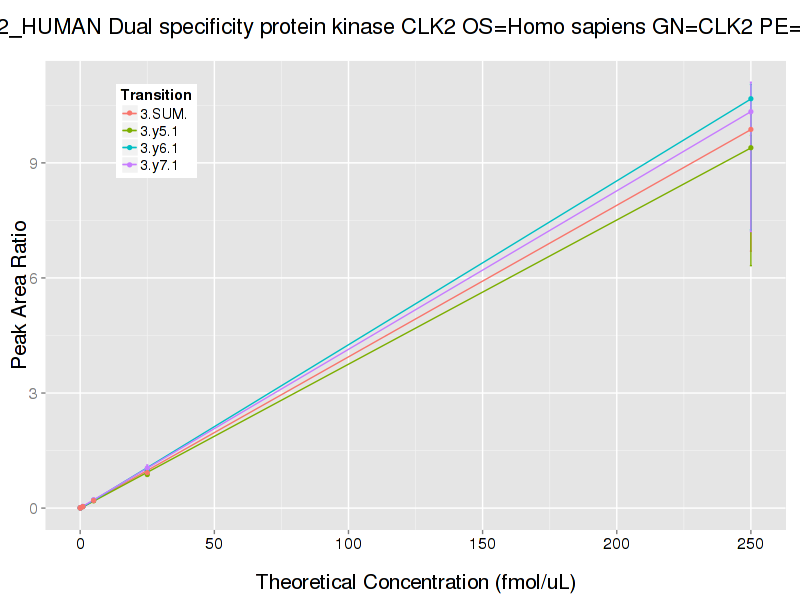 2_HUMAN Dual specificity protein kinase CLK2 OS=Homo sapiens GN=CLK2 PE=
Transition
3.SUM.
3.y5.1
3.y6.1
3.y7.1
Peak Area Ratio
9
6
3
0
0 50 100 150 200 250
Theoretical Concentration (fmol/uL)